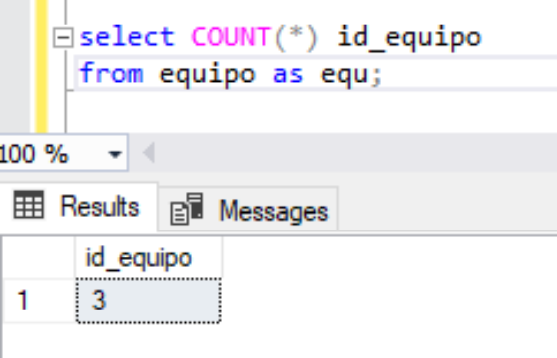 select COUNT(*) id_equipo
from equipo as equ;
100 %
Results Messages
id_equipo
1 3